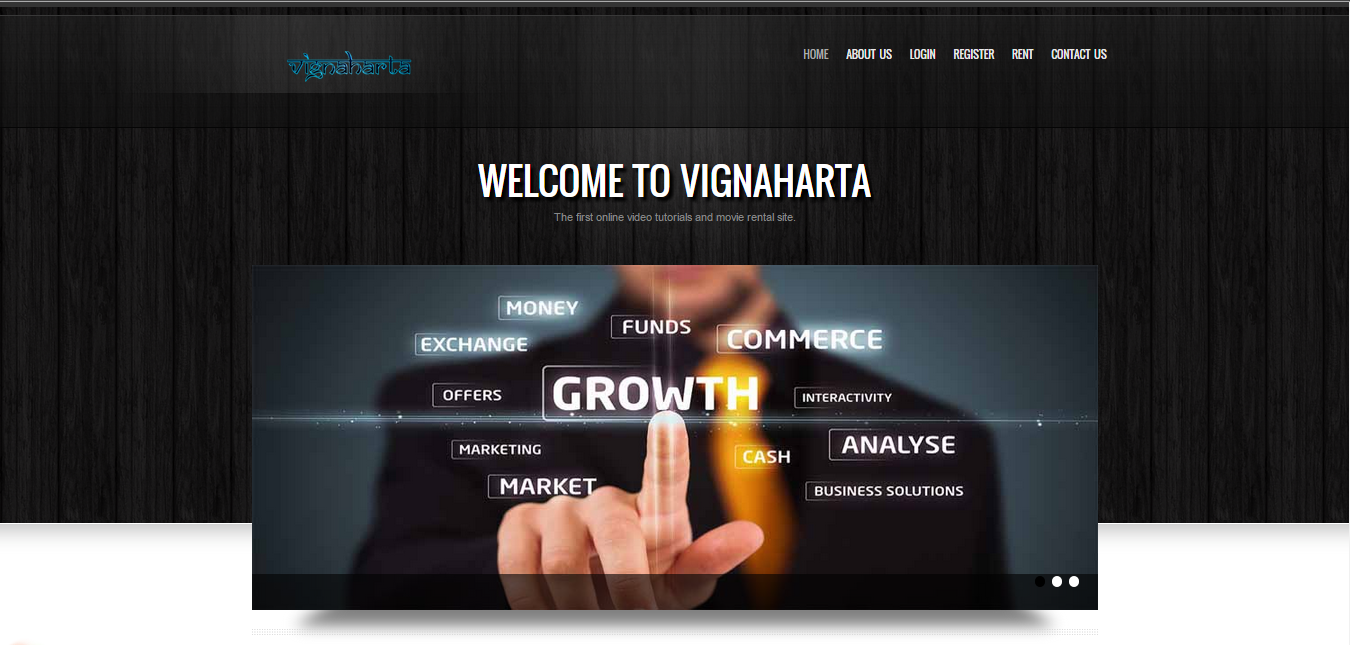 vignaharta
HOME ABOUT US LOGIN REGISTER RENT CONTACT US
WELCOME TO VIGNAHARTA
The first online video tutorials and movie rental site.
MONEY
FUNDS
COMMERCE
EXCHANGE
GROWTH
OFFERS
INTERACTIVITY
MARKETING
CASH
ANALYSE
MARKET
BUSINESS SOLUTIONS